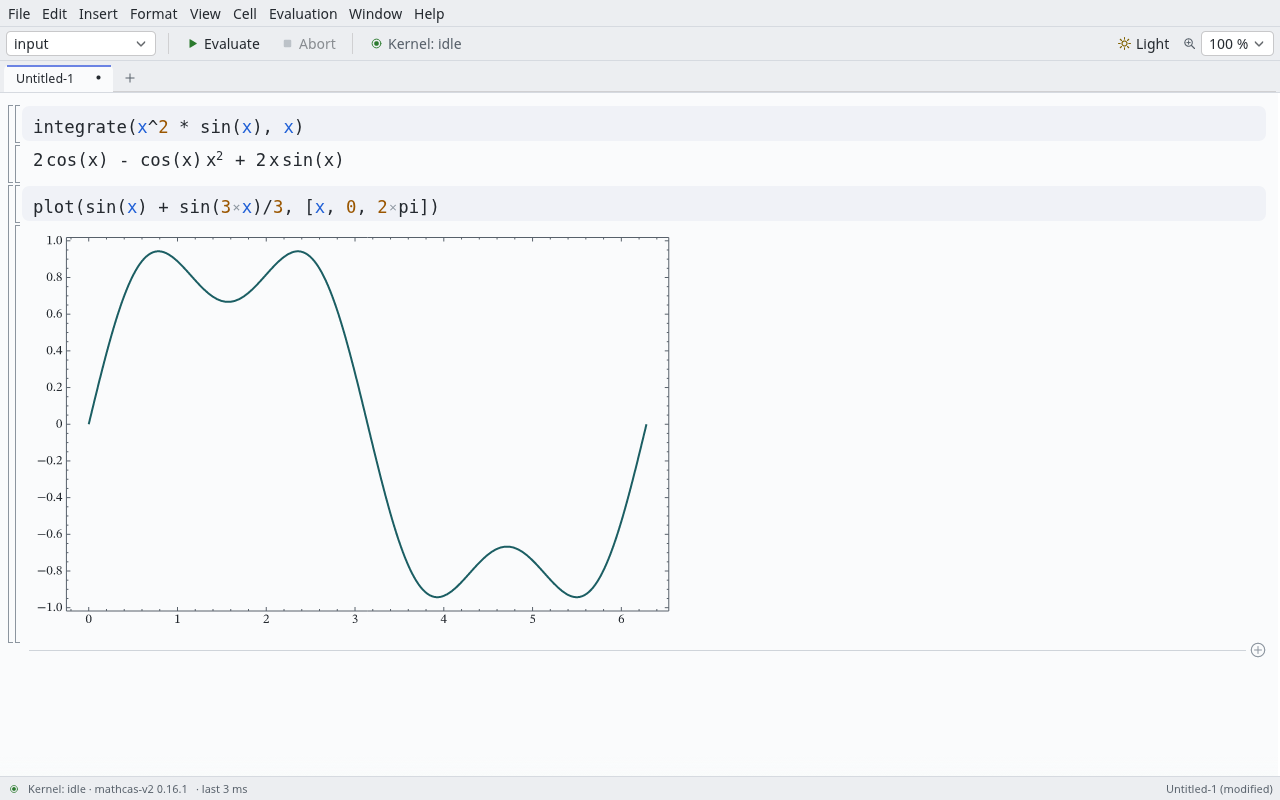 File Edit Insert Format View Cell Evaluation Window Help
input Evaluate Abort Kernel: idle Light 100 %
Untitled-1 • +
integrate(x^2 * sin(x), x)
2 cos(x) - cos(x) x² + 2 x sin(x)
plot(sin(x) + sin(3×x)/3, [x, 0, 2×pi])
1.0
0.8
0.6
0.4
0.2
0
−0.2
−0.4
−0.6
−0.8
−1.0
0 1 2 3 4 5 6
Kernel: idle · mathcas-v2 0.16.1 · last 3 ms Untitled-1 (modified)